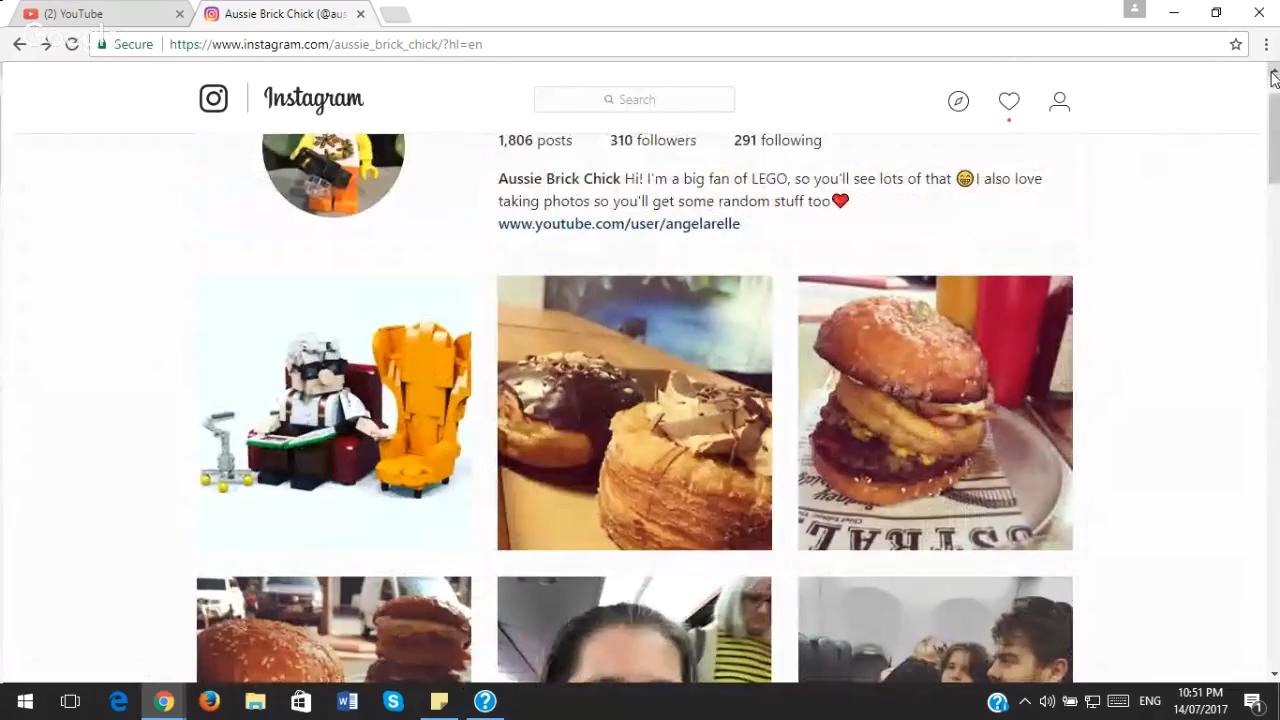 (2) YouTube
Aussie Brick Chick (@aus
Secure
https://www.instagram.com/aussie_brick_chick/?hl=en
Instagram
Search
1,806 posts 310 followers 291 following
Aussie Brick Chick Hi! I'm a big fan of LEGO, so you'll see lots of that 😁I also love
taking photos so you'll get some random stuff too❤️
www.youtube.com/user/angelarelle
ENG
10:51 PM
14/07/2017